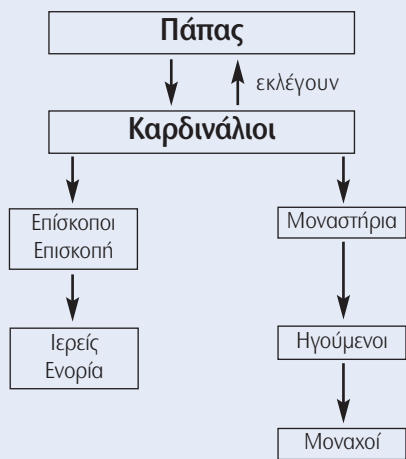 Πάπας
εκλέγουν
Καρδινάλιοι
Επίσκοποι
Επισκοπή
Μοναστήρια
Ιερείς
Ενορία
Ηγούμενοι
Μοναχοί